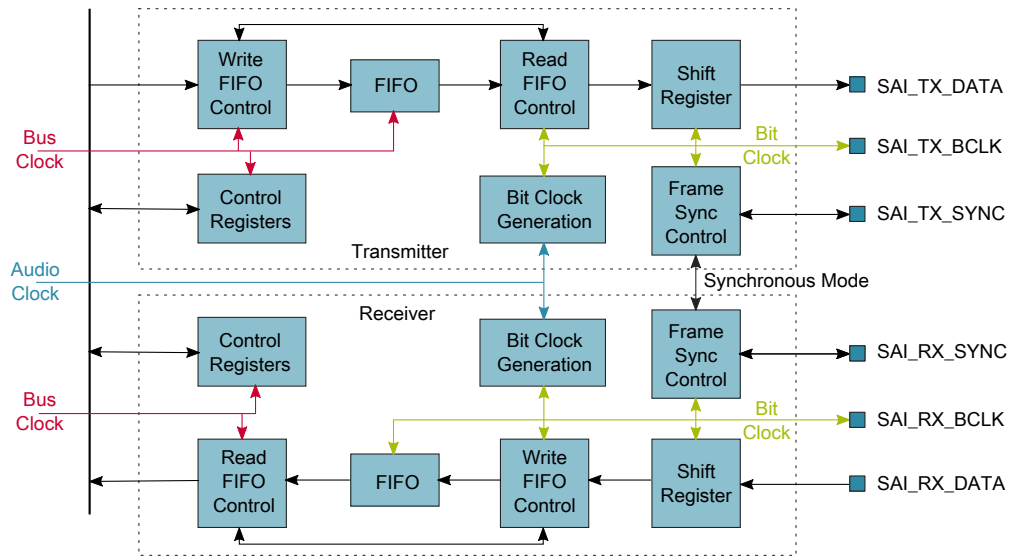 Write
FIFO
Control
FIFO
Read
FIFO
Control
Shift
Register
SAI_TX_DATA
Bus
Clock
Bit
Clock
SAI_TX_BCLK
Control
Registers
Bit Clock
Generation
Frame
Sync
Control
SAI_TX_SYNC
Transmitter
Audio
Clock
Synchronous Mode
Receiver
Control
Registers
Bit Clock
Generation
Frame
Sync
Control
SAI_RX_SYNC
Bus
Clock
Bit
Clock
SAI_RX_BCLK
Read
FIFO
Control
FIFO
Write
FIFO
Control
Shift
Register
SAI_RX_DATA